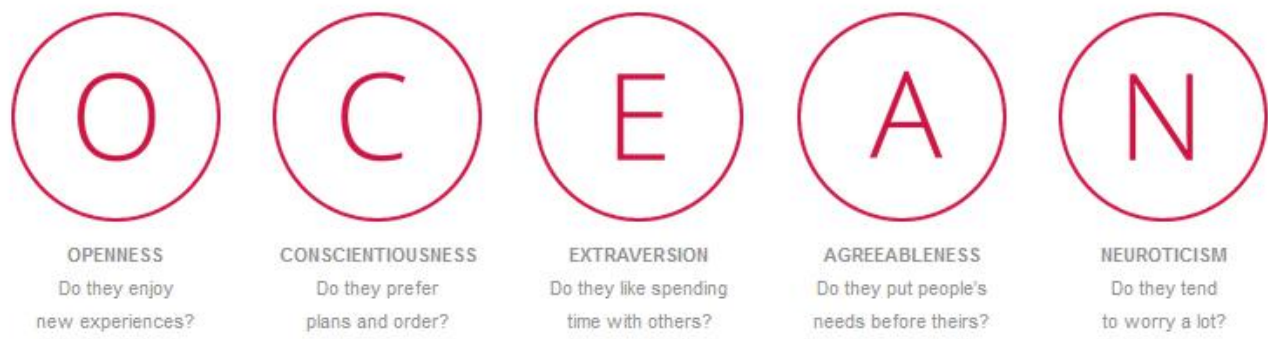 O C E A N
OPENNESS
Do they enjoy
new experiences?
CONSCIENTIOUSNESS
Do they prefer
plans and order?
EXTRAVERSION
Do they like spending
time with others?
AGREEABLENESS
Do they put people's
needs before theirs?
NEUROTICISM
Do they tend
to worry a lot?